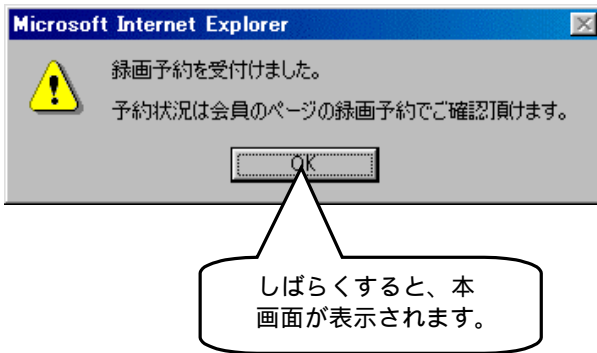 Microsoft Internet Explorer
録画予約を受付けました。
予約状況は会員のページの録画予約でご確認頂けます。
OK
しばらくすると、本
画面が表示されます。